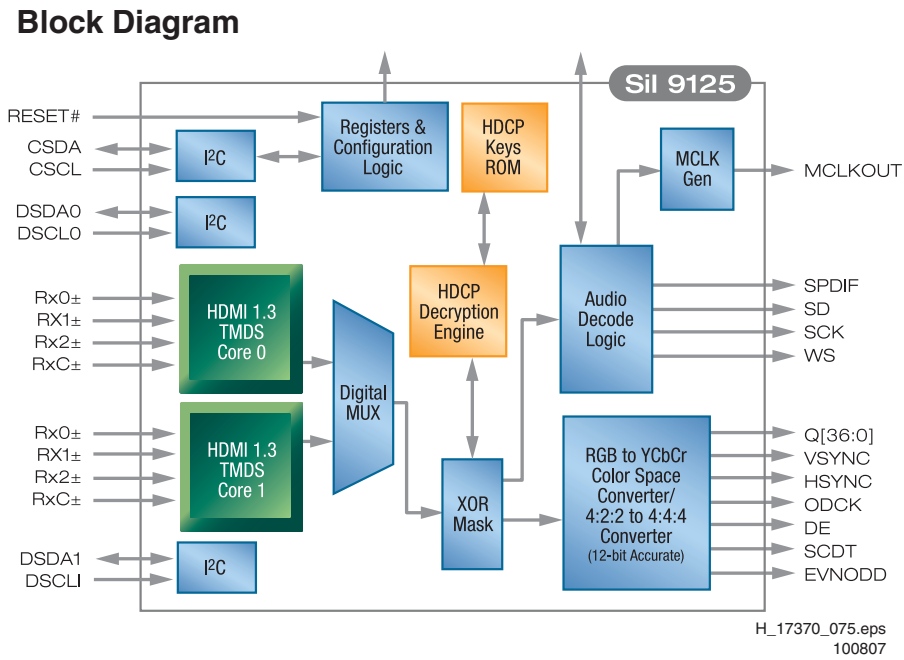 Block Diagram
SiI 9125
RESET#
CSDA
CSCL
DSDA0
DSCL0
Rx0±
RX1±
Rx2±
RxC±
Rx0±
RX1±
Rx2±
RxC±
DSDA1
DSCLI
I²C
I²C
I²C
Registers &
Configuration
Logic
HDCP
Keys
ROM
MCLK
Gen
MCLKOUT
HDMI 1.3
TMDS
Core 0
HDMI 1.3
TMDS
Core 1
Digital
MUX
HDCP
Decryption
Engine
XOR
Mask
Audio
Decode
Logic
SPDIF
SD
SCK
WS
RGB to YCbCr
Color Space
Converter/
4:2:2 to 4:4:4
Converter
(12-bit Accurate)
Q[36:0]
VSYNC
HSYNC
ODCK
DE
SCDT
EVNODD
H_17370_075.eps
100807